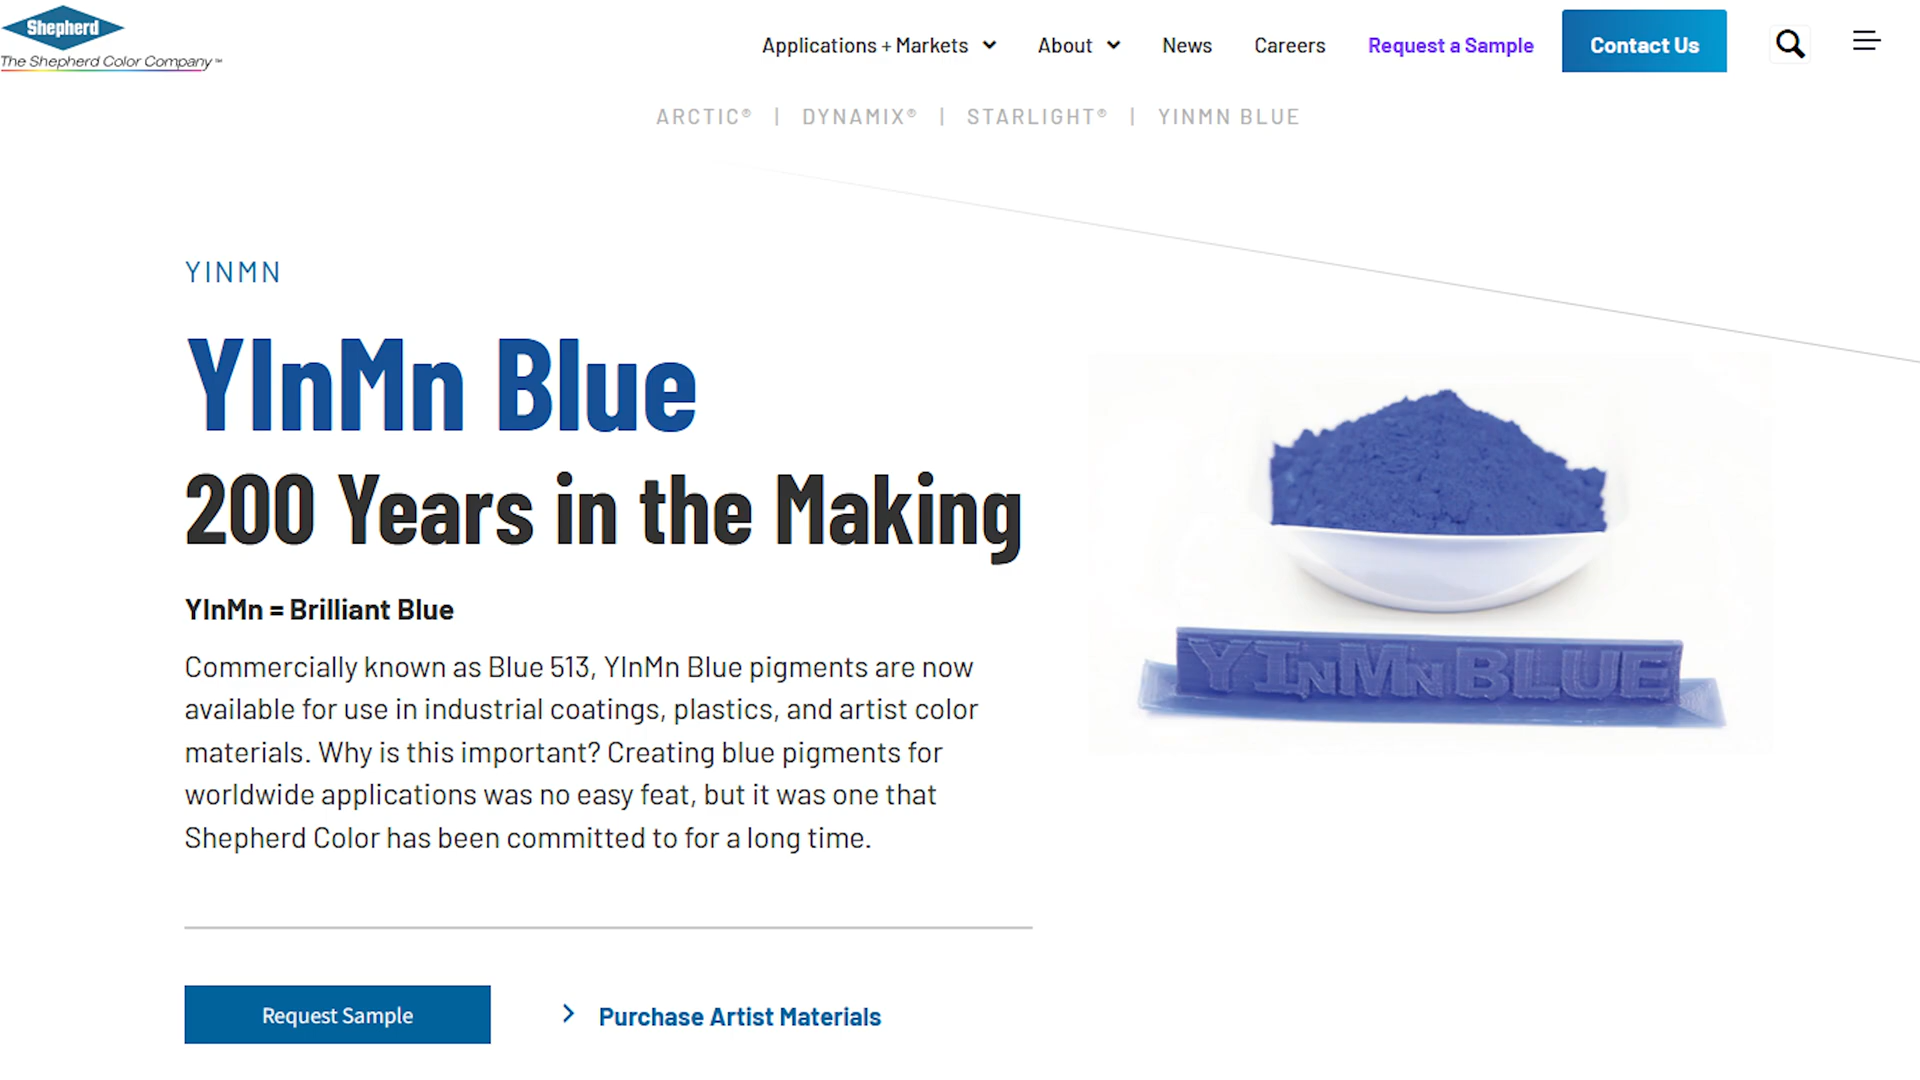 Shepherd
The Shepherd Color Company™
Applications + Markets
About
News
Careers
Request a Sample
Contact Us
ARCTIC® | DYNAMIX® | STARLIGHT® | YINMN BLUE
YINMN
YInMn Blue
200 Years in the Making
YInMn = Brilliant Blue
Commercially known as Blue 513, YInMn Blue pigments are now
available for use in industrial coatings, plastics, and artist color
materials. Why is this important? Creating blue pigments for
worldwide applications was no easy feat, but it was one that
Shepherd Color has been committed to for a long time.
YInMn BLUE
Request Sample
Purchase Artist Materials